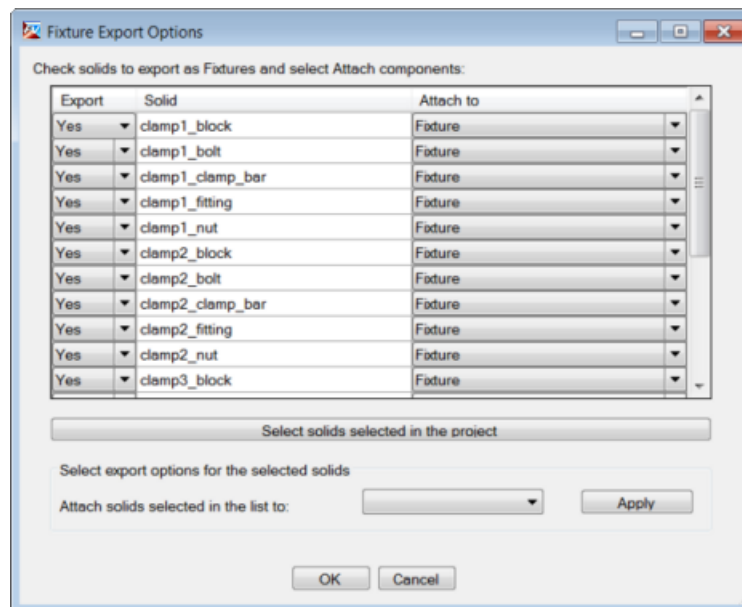 Fixture Export Options
Check solids to export as Fixtures and select Attach components:
Export Solid Attach to
Yes clamp1_block Fixture
Yes clamp1_bolt Fixture
Yes clamp1_clamp_bar Fixture
Yes clamp1_fitting Fixture
Yes clamp1_nut Fixture
Yes clamp2_block Fixture
Yes clamp2_bolt Fixture
Yes clamp2_clamp_bar Fixture
Yes clamp2_fitting Fixture
Yes clamp2_nut Fixture
Yes clamp3_block Fixture
Select solids selected in the project
Select export options for the selected solids
Attach solids selected in the list to: Apply
OK Cancel